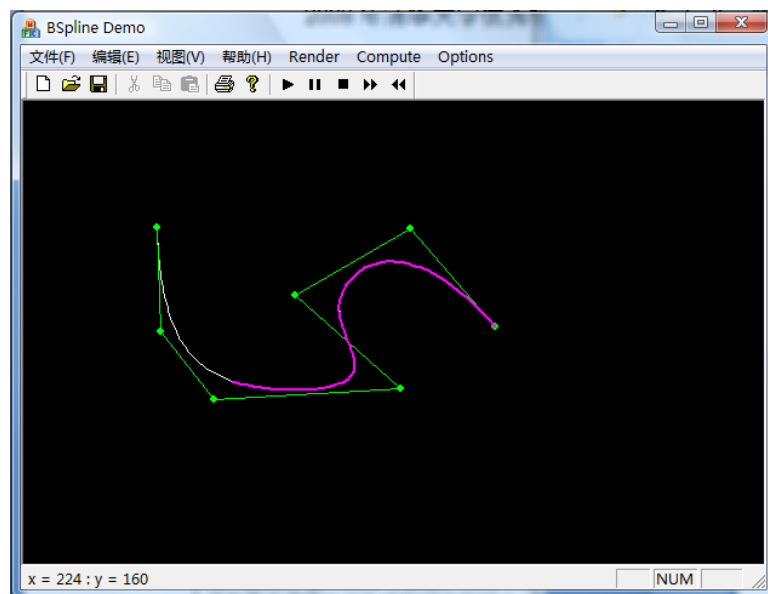 BSpline Demo
文件(F) 编辑(E) 视图(V) 帮助(H) Render Compute Options
x = 224 : y = 160 NUM